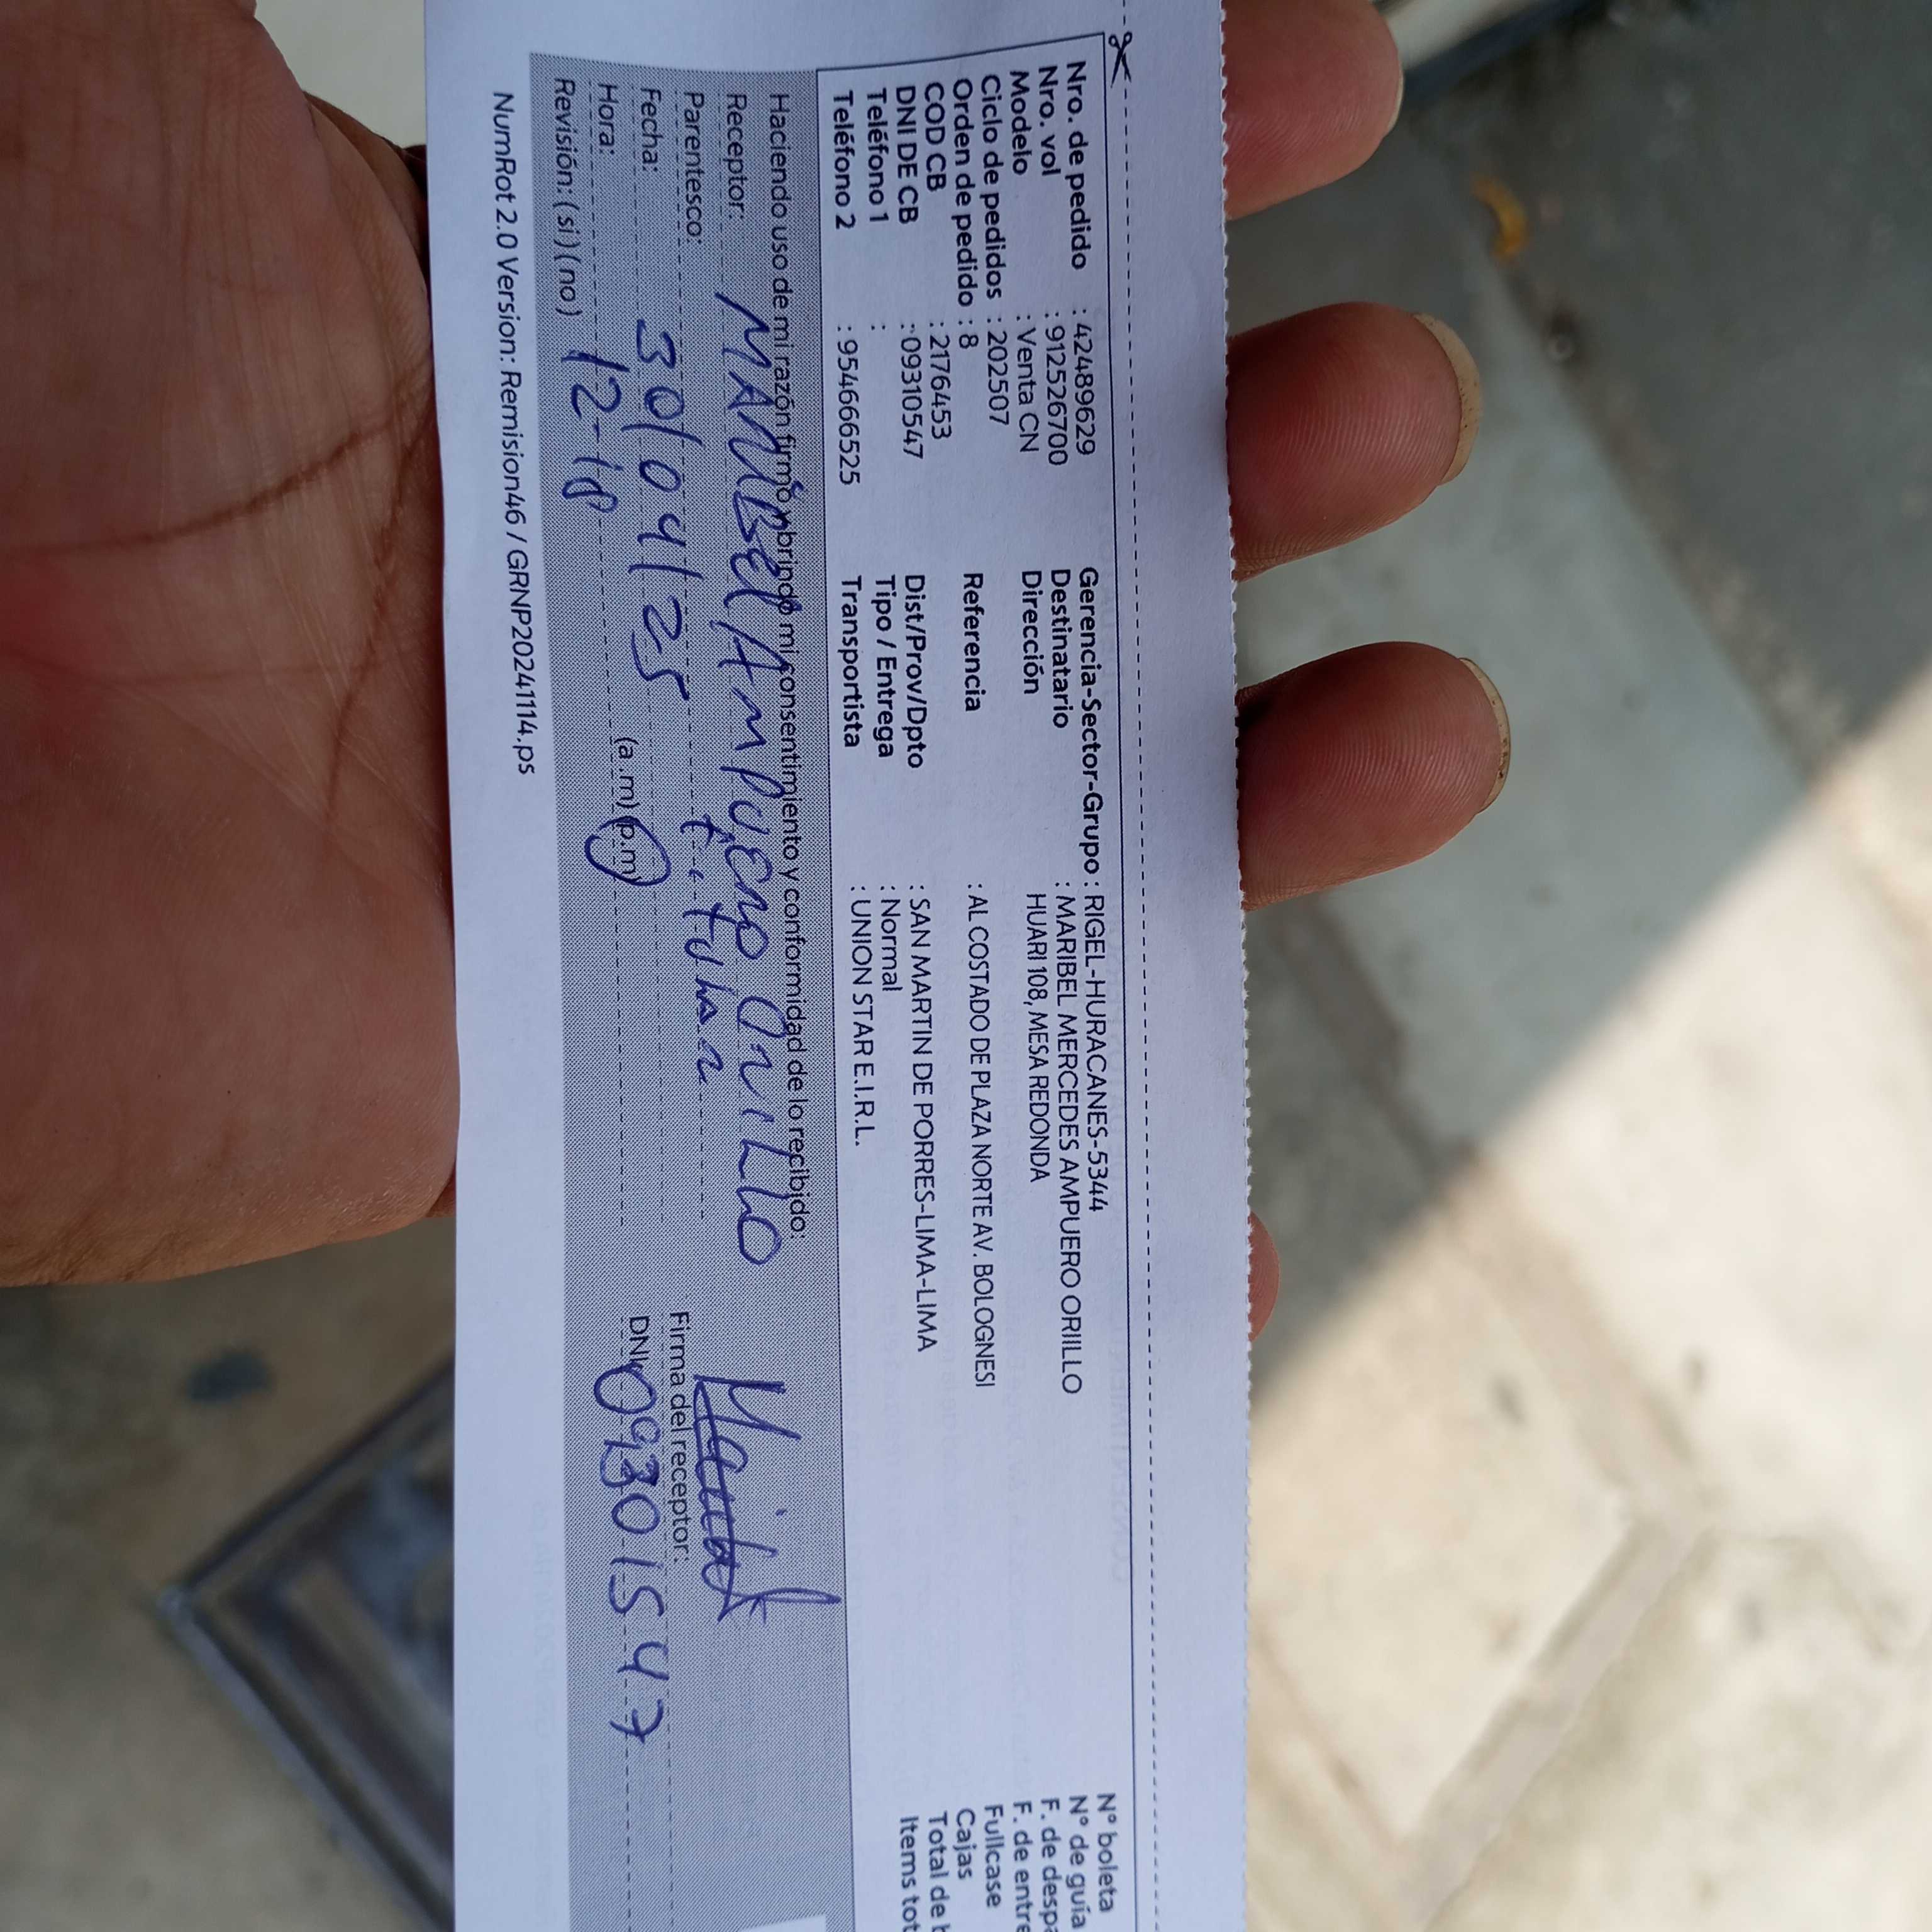 Nro. de pedido : 42489629
Nro. vol : 912526700
Modelo : Venta CN
Ciclo de pedidos : 202507
Orden de pedido : 8
COD CB : 2176453
DNI DE CB : 09310547
Teléfono 1 :
Teléfono 2 : 954666525
Gerencia-Sector-Grupo : RIGEL-HURACANES-5344
Destinatario : MARIBEL MERCEDES AMPUERO ORIILLO
Dirección : HUARI 108, MESA REDONDA
Referencia : AL COSTADO DE PLAZA NORTE AV. BOLOGNESI
Dist/Prov/Dpto : SAN MARTIN DE PORRES-LIMA-LIMA
Tipo / Entrega : Normal
Transportista : UNION STAR E.I.R.L.
N° boleta
N° de guía
F. de despa
F. de entre
Fullcase
Cajas
Total de
Items tot
Haciendo uso de mi razón firmo y brindo mi consentimiento y conformidad de lo recibido:
Receptor: MARIBEL AMPUERO ORILLO
Parentesco:
Fecha: 30/04/25
Hora: 12-18 (a.m) (p.m)
Revisión: (si) (no)
Firma del receptor:
DNI: 09301547
NumRot 2.0 Version: Remision46 / GRNP20241114.ps